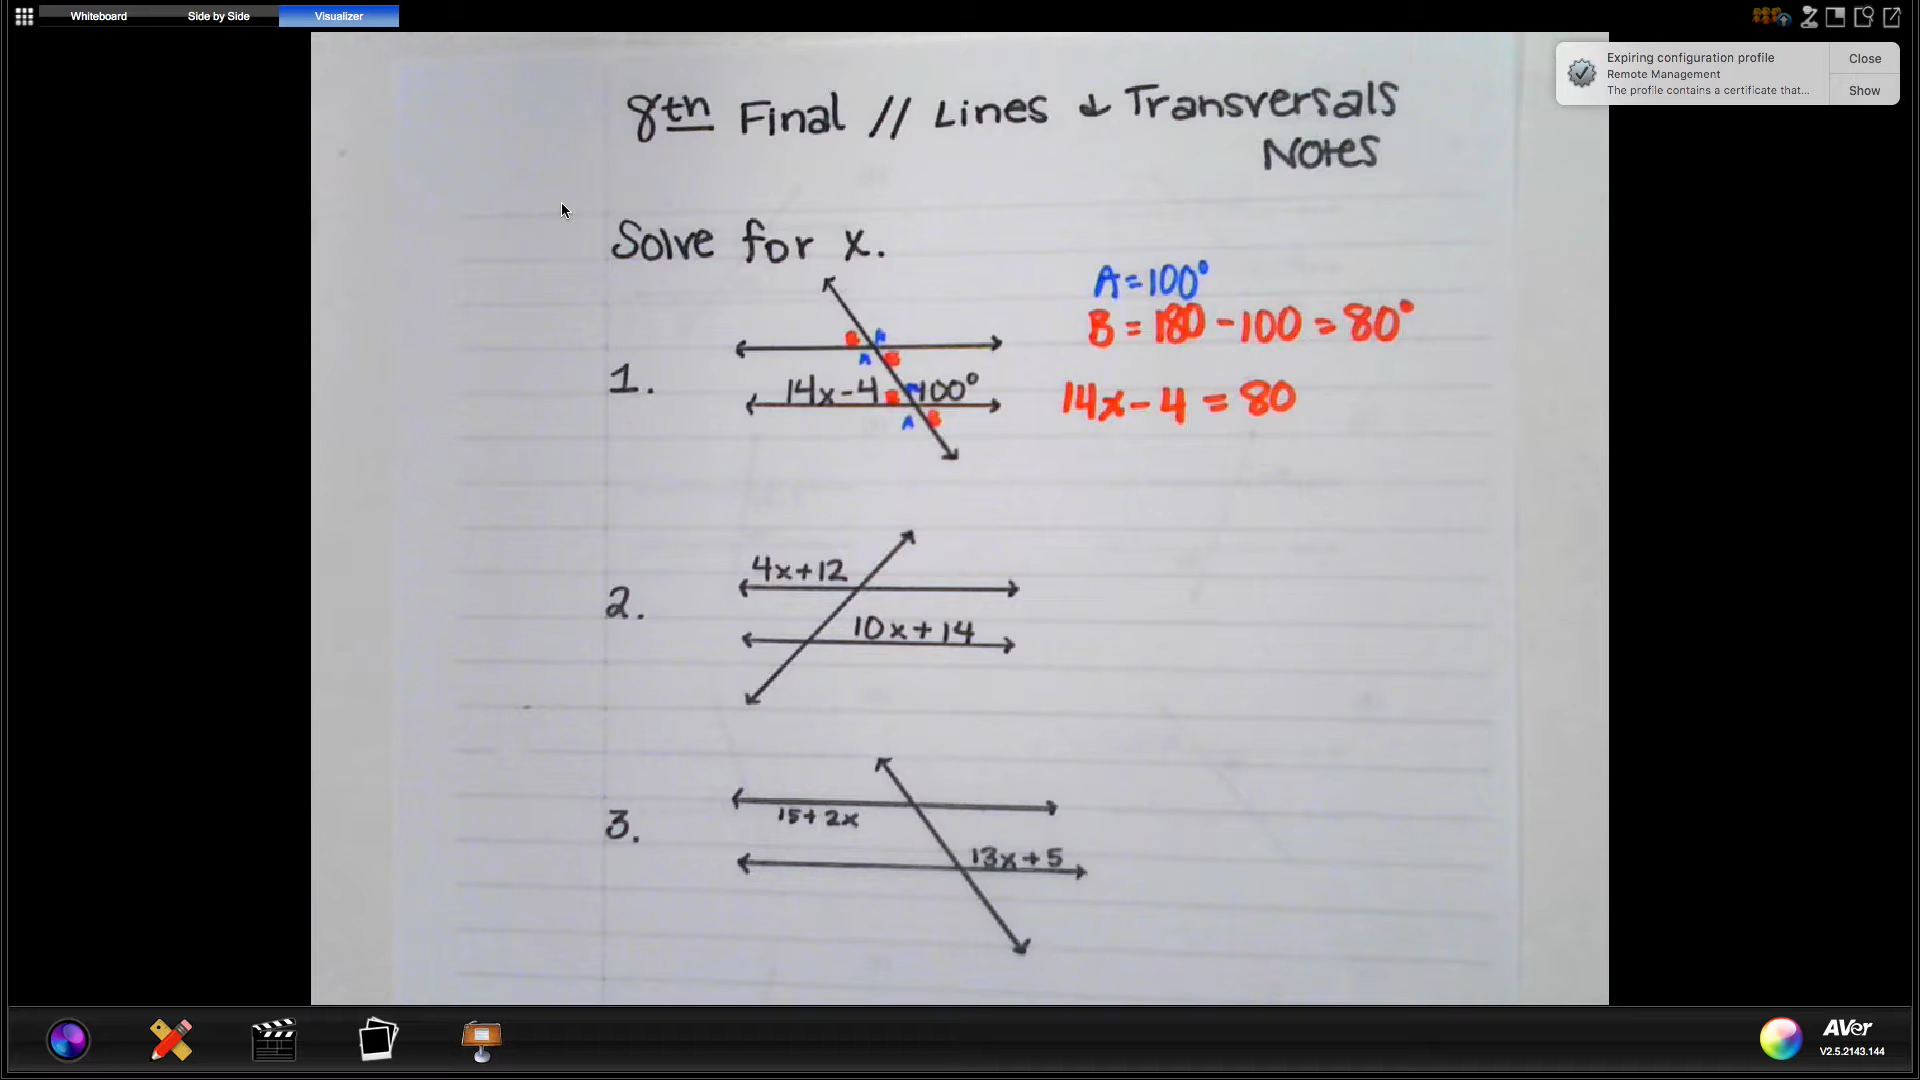 Whiteboard Side by Side Visualizer
Expiring configuration profile
Remote Management
The profile contains a certificate that...
Close
Show
8th Final // Lines & Transversals
Notes
Solve for x.
A=100°
B = 180 - 100 = 80°
1.
B A
A B
14x-4 B A 100°
A B
14x - 4 = 80
2.
4x+12
10x+14
3.
15+2x
13x+5
AVer
V2.5.2143.144